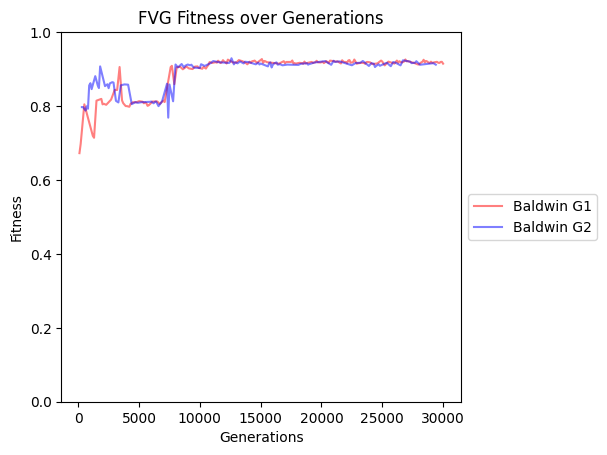 FVG Fitness over Generations
1.0
0.8
0.6
0.4
0.2
0.0
Fitness
0 5000 10000 15000 20000 25000 30000
Generations
Baldwin G1
Baldwin G2